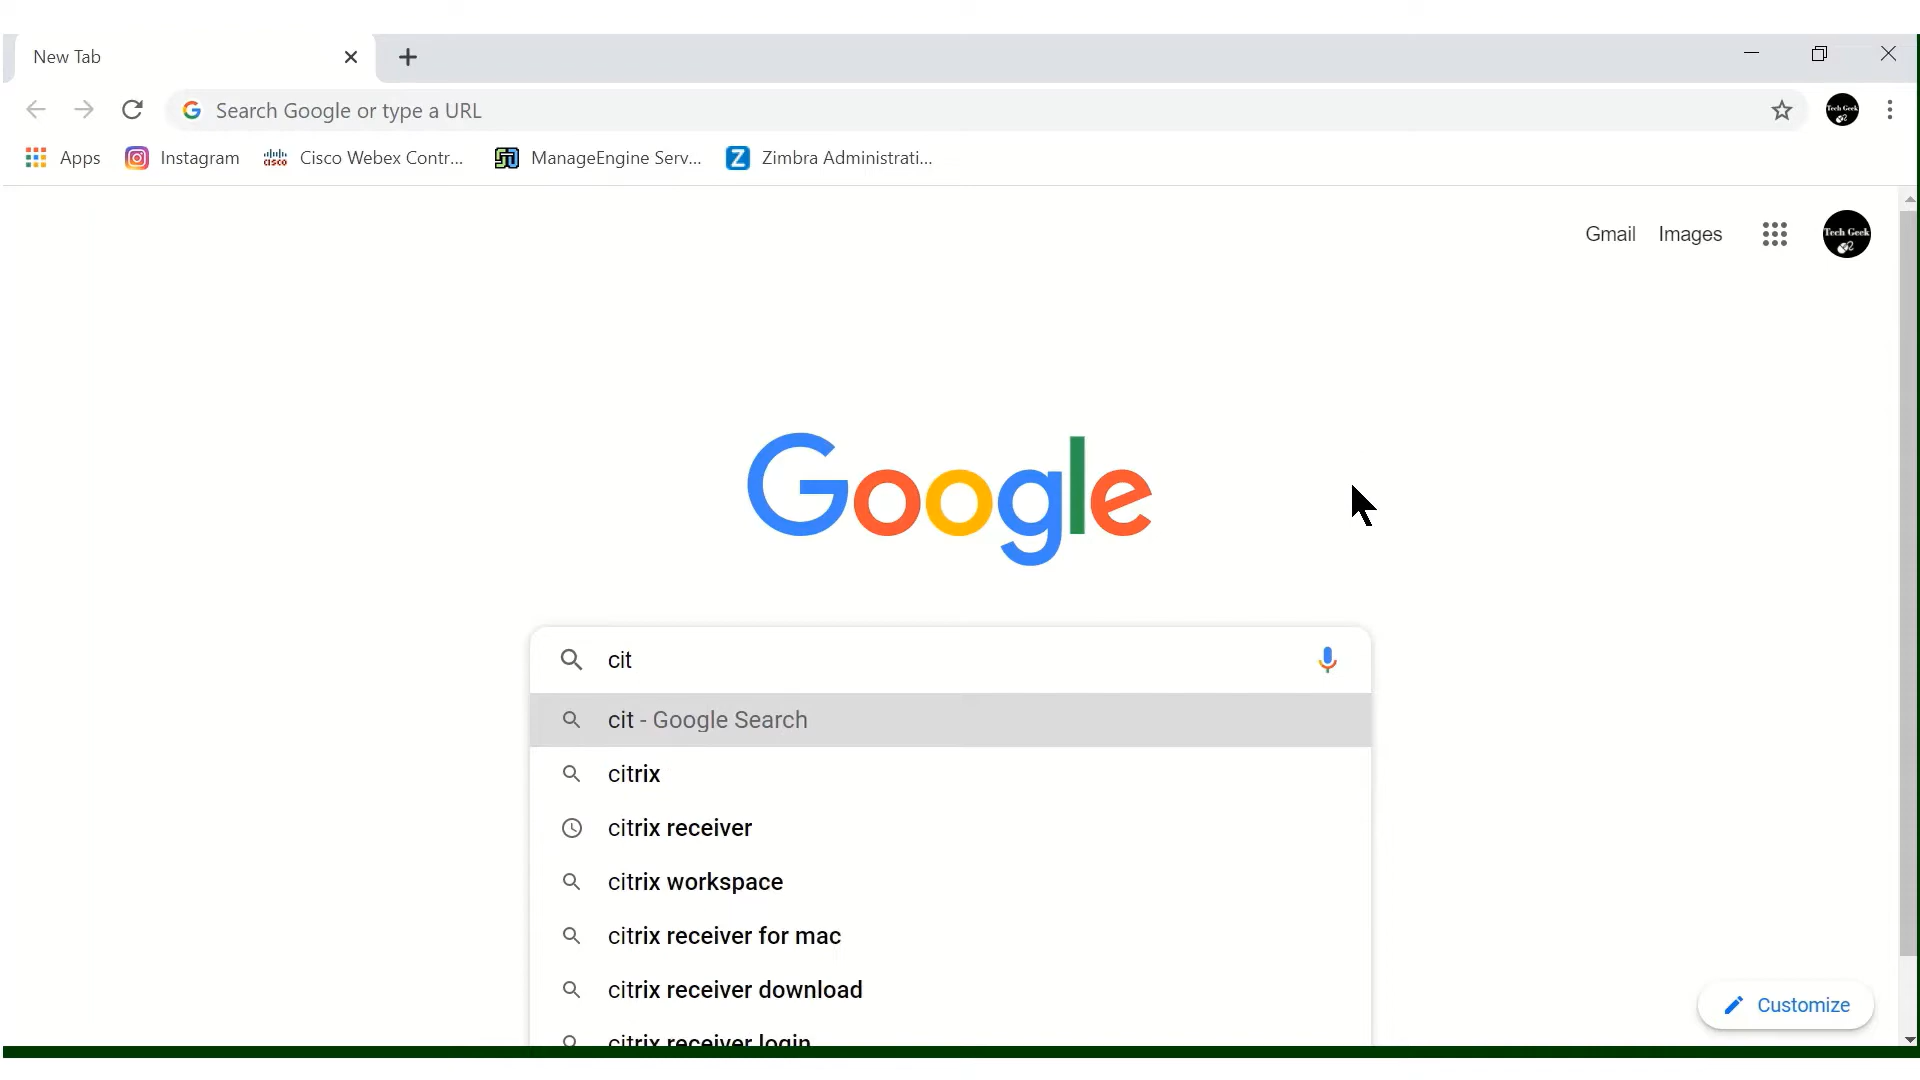 New Tab
Search Google or type a URL
Tech Geek
Apps Instagram Cisco Webex Contr... ManageEngine Serv... Zimbra Administrati...
Gmail Images Tech Geek
Google
cit
cit - Google Search
citrix
citrix receiver
citrix workspace
citrix receiver for mac
citrix receiver download
Customize
citrix receiver login